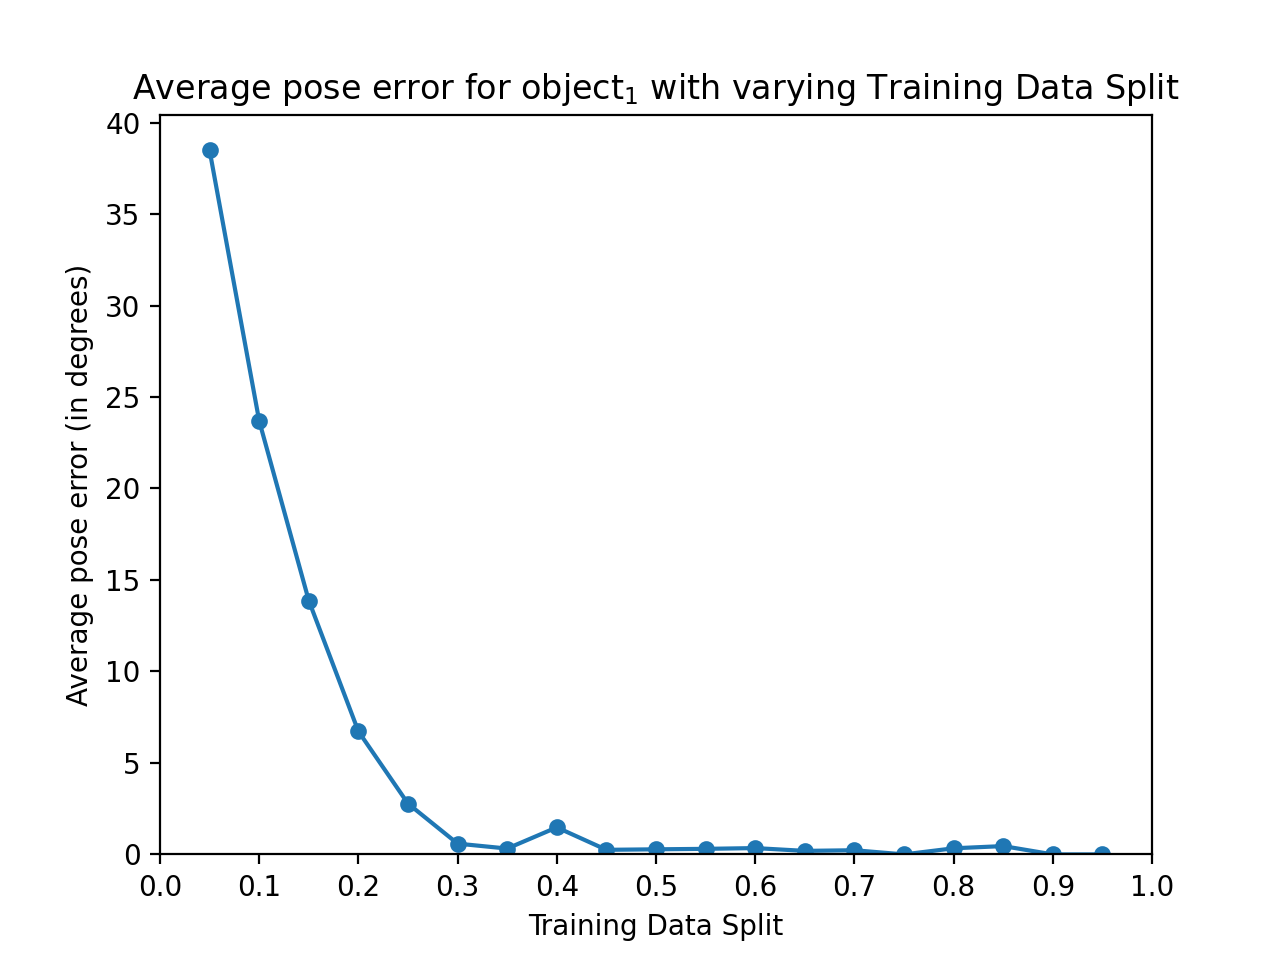 Average pose error for object₁ with varying Training Data Split
Average pose error (in degrees)
40
35
30
25
20
15
10
5
0
0.0 0.1 0.2 0.3 0.4 0.5 0.6 0.7 0.8 0.9 1.0
Training Data Split